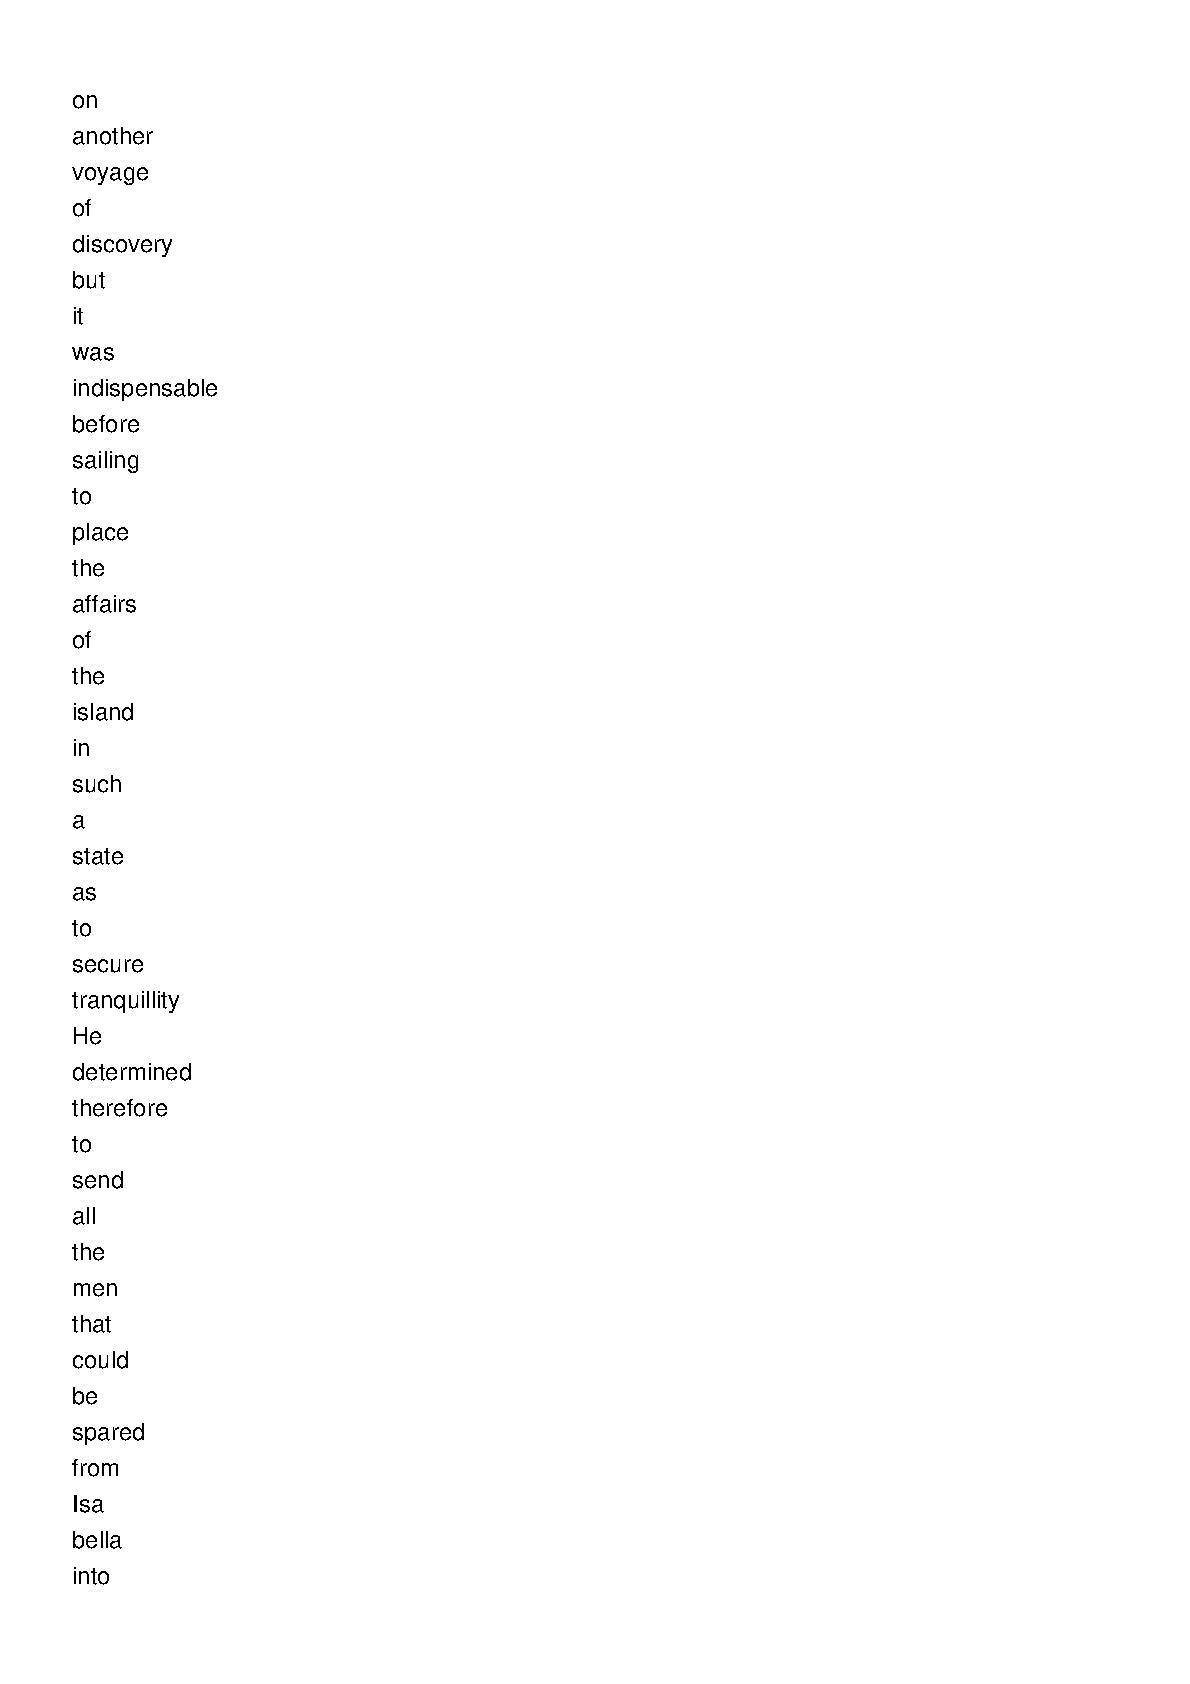 on
another
voyage
of
discovery
but
it
was
indispensable
before
sailing
to
place
the
affairs
of
the
island
in
such
a
state
as
to
secure
tranquillity
He
determined
therefore
to
send
all
the
men
that
could
be
spared
from
Isa
bella
into